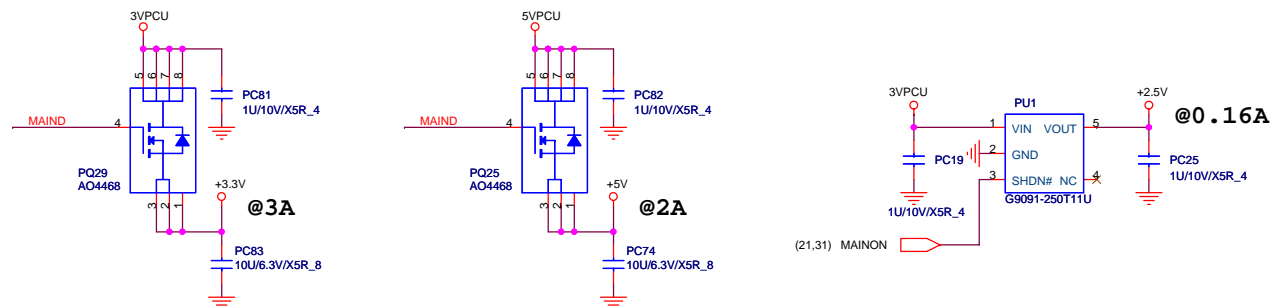 3VPCU
5
6
7
8
PC81
1U/10V/X5R_4
MAIND
4
PQ29
AO4468
3
2
1
+3.3V
@3A
PC83
10U/6.3V/X5R_8
5VPCU
5
6
7
8
PC82
1U/10V/X5R_4
MAIND
4
PQ25
AO4468
3
2
1
+5V
@2A
PC74
10U/6.3V/X5R_8
3VPCU
PU1
+2.5V
@0.16A
1
VIN
VOUT
5
2
GND
3
SHDN#
NC
4
PC19
1U/10V/X5R_4
G9091-250T11U
PC25
1U/10V/X5R_4
(21,31) MAINON